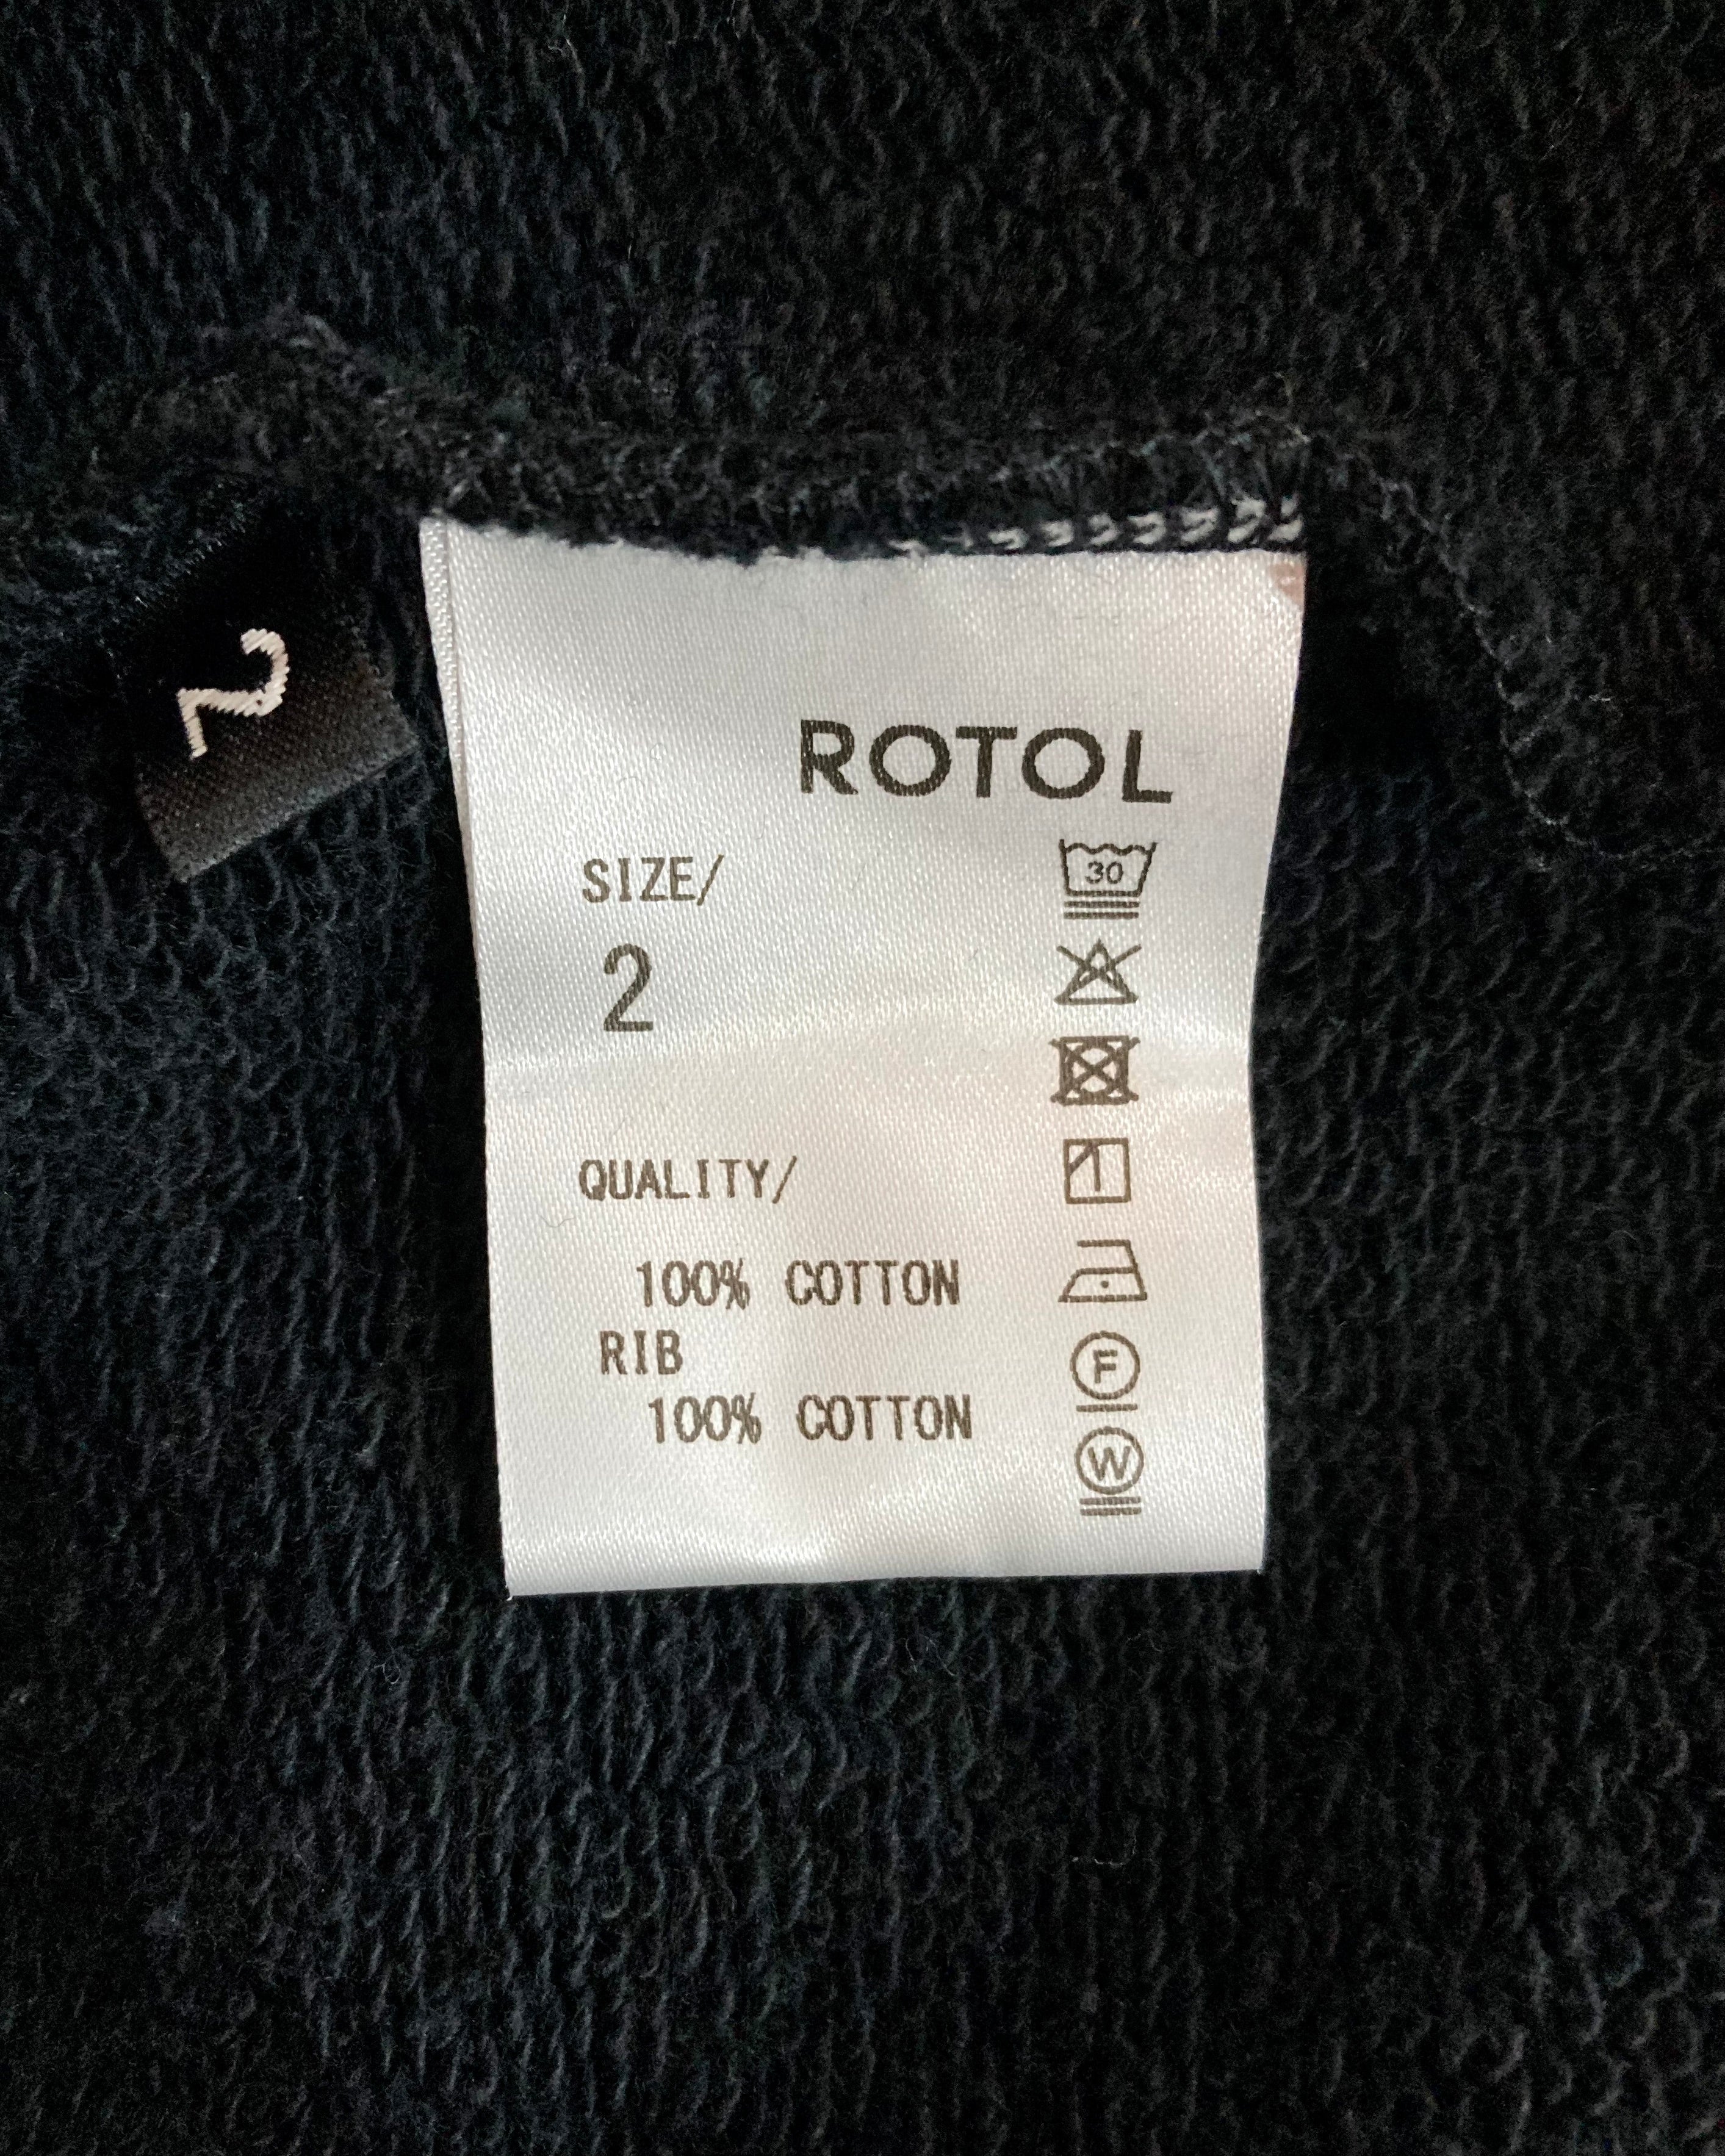 2
ROTOL
SIZE/
2
30
QUALITY/
100% COTTON
RIB
100% COTTON
F
W